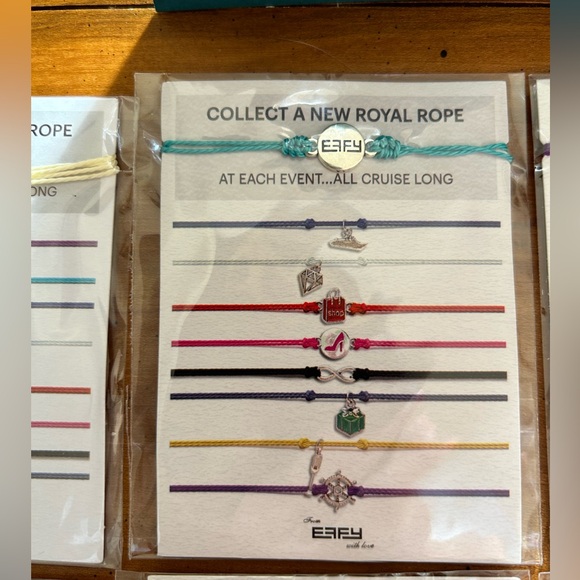 ROPE
ONG
COLLECT A NEW ROYAL ROPE
EFFY
AT EACH EVENT...ALL CRUISE LONG
SHOP
From
EFFY
with love